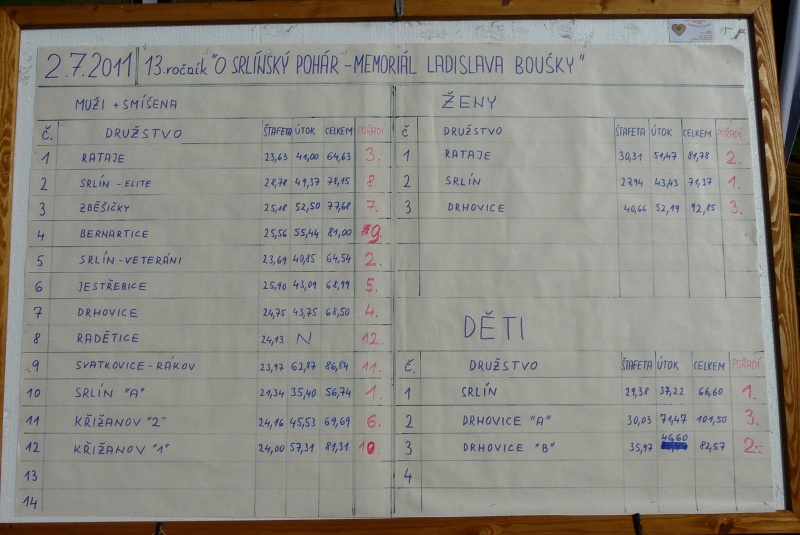 2.7.2011 13.ročník "O SRLÍNSKÝ POHÁR - MEMORIÁL LADISLAVA BOUŠKY"
MUŽI + SMÍŠENA
Č. DRUŽSTVO ŠTAFETA ÚTOK CELKEM POŘADÍ
1 RATAJE 23,63 41,00 64,63 3.
2 SRLÍN - ELITE 28,78 49,37 78,15 8.
3 ZBĚŠIČKY 25,18 52,50 77,68 7.
4 BERNARTICE 25,56 55,44 81,00 9.
5 SRLÍN - VETERÁNI 23,69 40,85 64,54 2.
6 JESTŘEBICE 25,90 43,09 68,99 5.
7 DRHOVICE 24,75 43,75 68,50 4.
8 RADĚTICE 24,13 N 12.
9 SVATKOVICE - RÁKOV 23,97 62,87 86,84 11.
10 SRLÍN "A" 21,34 35,40 56,74 1.
11 KŘIŽANOV "2" 24,16 45,53 69,69 6.
12 KŘIŽANOV "1" 24,00 57,31 81,31 10.
13
14
ŽENY
Č. DRUŽSTVO ŠTAFETA ÚTOK CELKEM POŘADÍ
1 RATAJE 30,31 51,47 81,78 2.
2 SRLÍN 27,94 43,43 71,37 1.
3 DRHOVICE 40,66 52,19 92,85 3.
DĚTI
Č. DRUŽSTVO ŠTAFETA ÚTOK CELKEM POŘADÍ
1 SRLÍN 29,38 37,22 66,60 1.
2 DRHOVICE "A" 30,03 71,47 101,50 3.
3 DRHOVICE "B" 35,97 46,60 82,57 2.
4